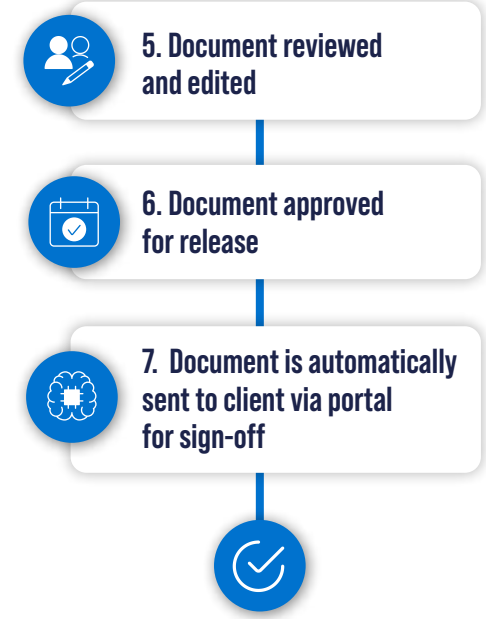 5. Document reviewed
and edited
6. Document approved
for release
7. Document is automatically
sent to client via portal
for sign-off